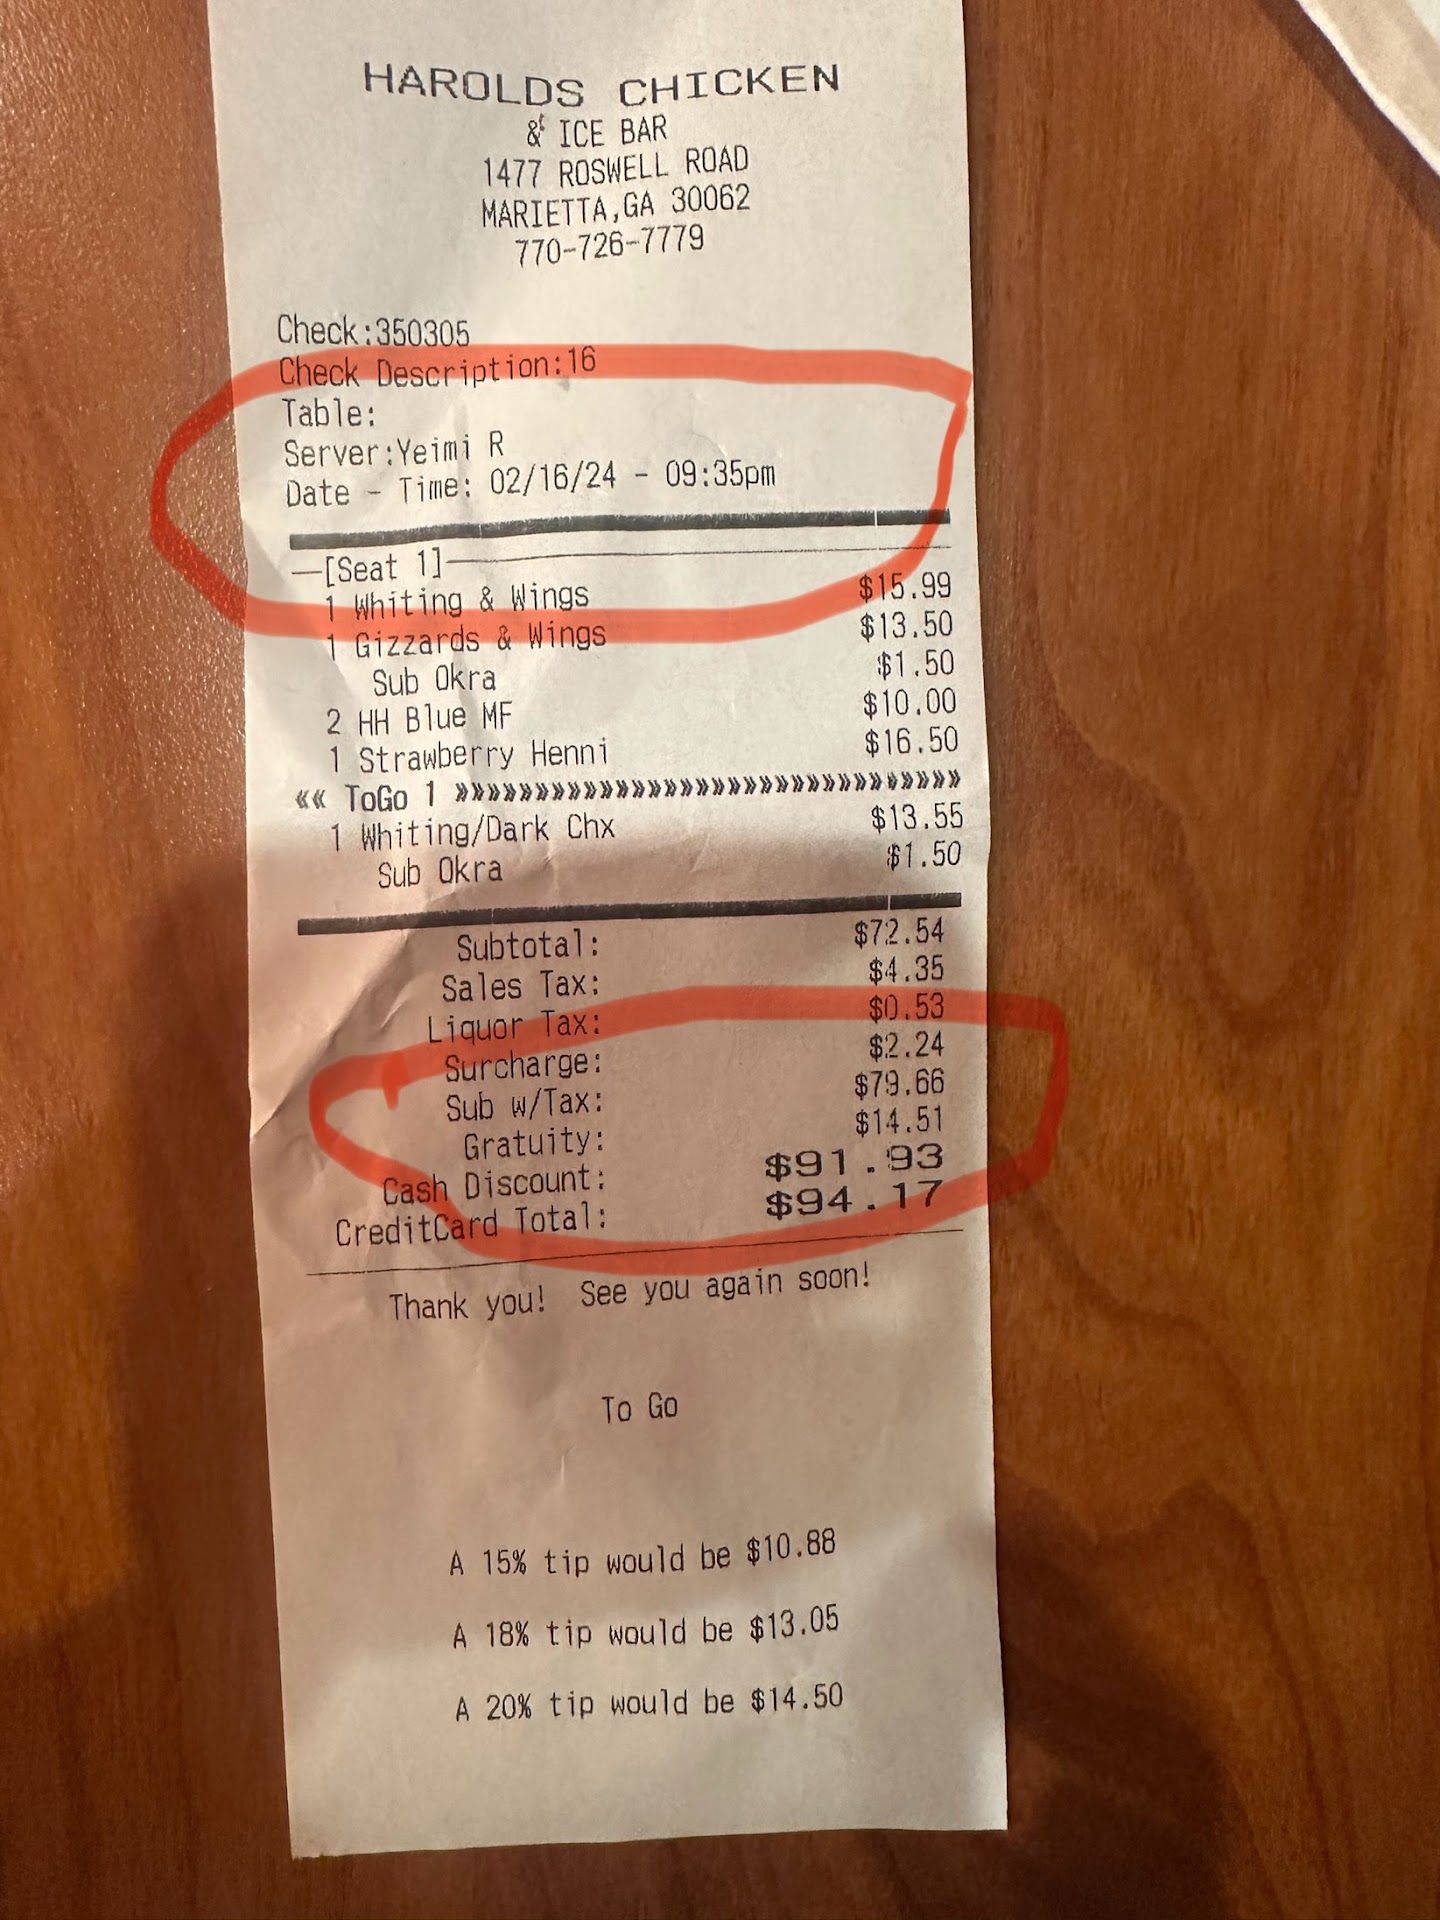 HAROLDS CHICKEN
& ICE BAR
1477 ROSWELL ROAD
MARIETTA,GA 30062
770-726-7779
Check:350305
Check Description:16
Table:
Server:Yeimi R
Date - Time: 02/16/24 - 09:35pm
[Seat 1]
1 Whiting & Wings $15.99
1 Gizzards & Wings $13.50
Sub Okra $1.50
2 HH Blue MF $10.00
1 Strawberry Henni $16.50
«« ToGo 1 »»»»»»»»»»»»»»»»»»»»»»»»»»»»»»»
1 Whiting/Dark Chx $13.55
Sub Okra $1.50
Subtotal: $72.54
Sales Tax: $4.35
Liquor Tax: $0.53
Surcharge: $2.24
Sub w/Tax: $79.66
Gratuity: $14.51
Cash Discount: $91.93
CreditCard Total: $94.17
Thank you! See you again soon!
To Go
A 15% tip would be $10.88
A 18% tip would be $13.05
A 20% tip would be $14.50